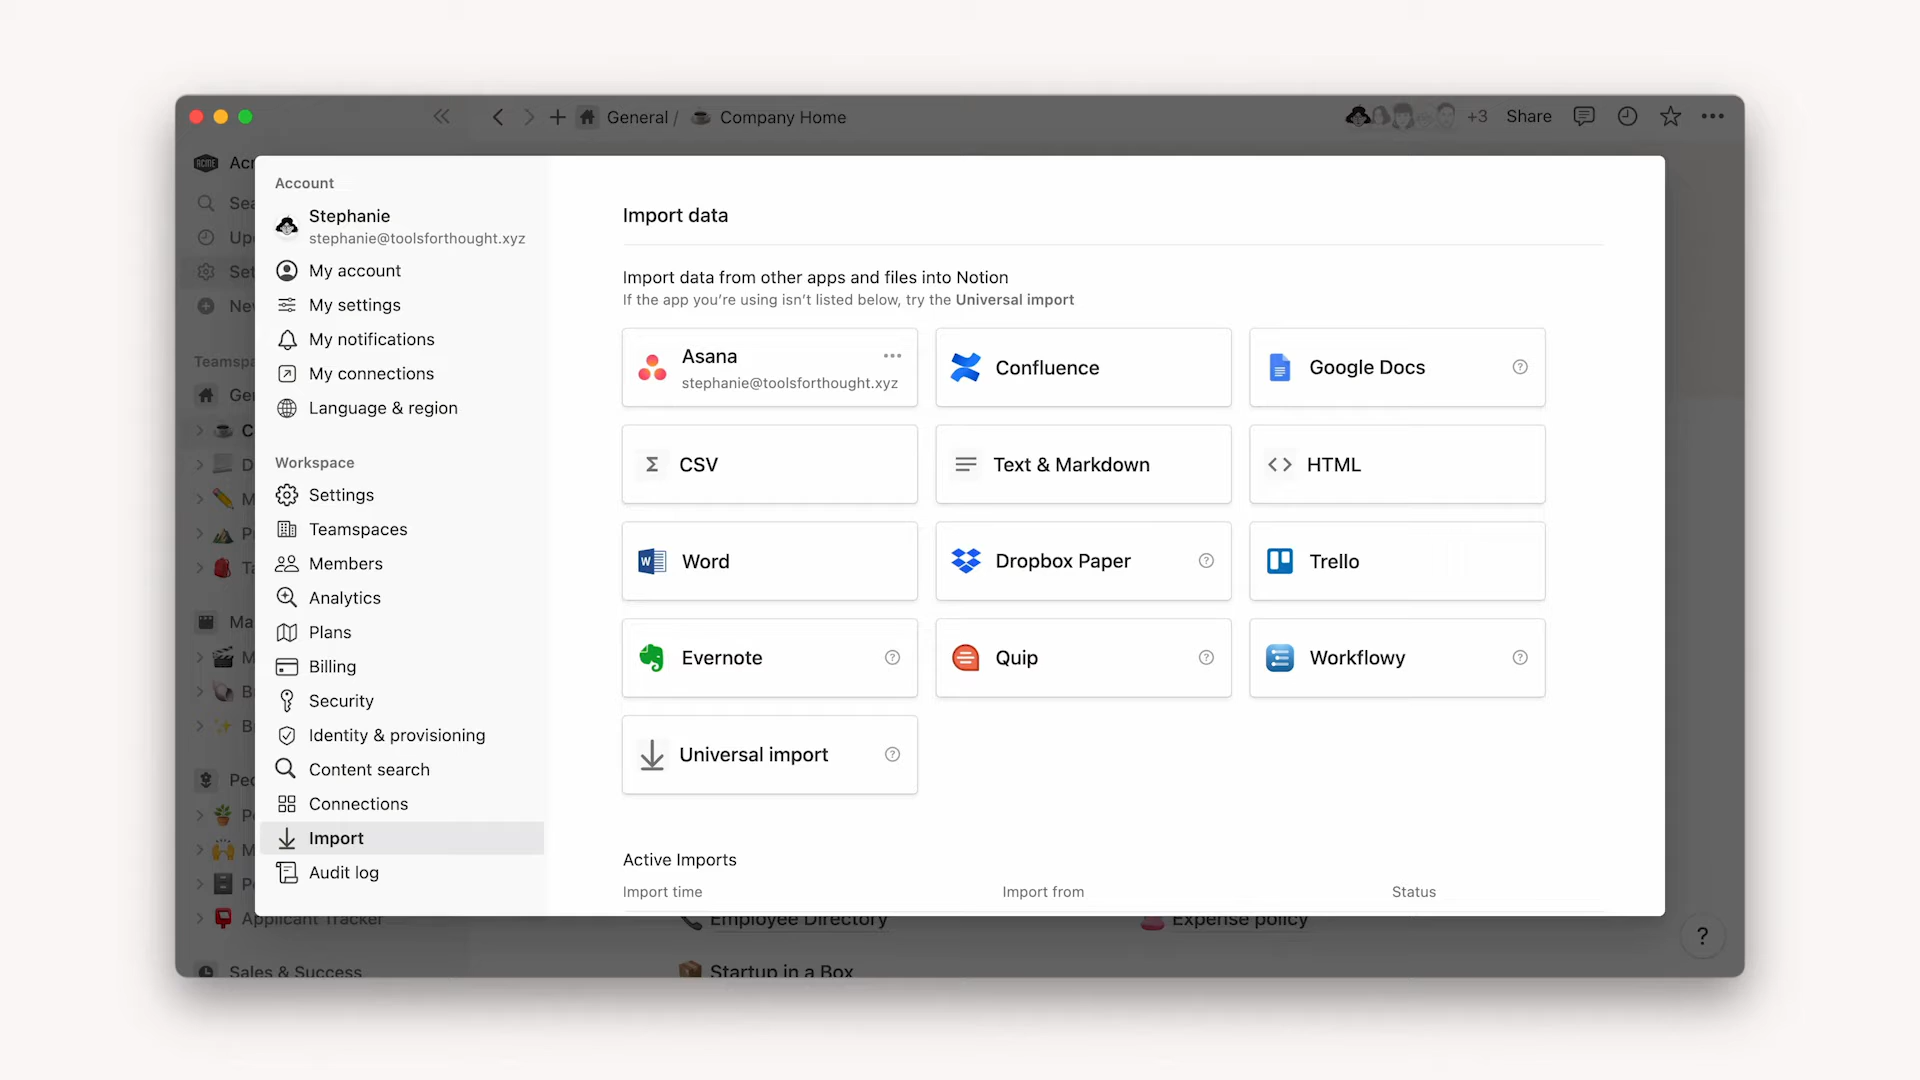 General / Company Home
+3
Share
ACME
Account
Stephanie
stephanie@toolsforthought.xyz
My account
My settings
My notifications
My connections
Language & region
Workspace
Settings
Teamspaces
Members
Analytics
Plans
Billing
Security
Identity & provisioning
Content search
Connections
Import
Audit log
Import data
Import data from other apps and files into Notion
If the app you’re using isn’t listed below, try the Universal import
Asana
stephanie@toolsforthought.xyz
Confluence
Google Docs
CSV
Text & Markdown
HTML
Word
Dropbox Paper
Trello
Evernote
Quip
Workflowy
Universal import
Active Imports
Import time
Import from
Status
Applicant Tracker
Sales & Success
Employee Directory
Expense policy
Startup in a Box
?